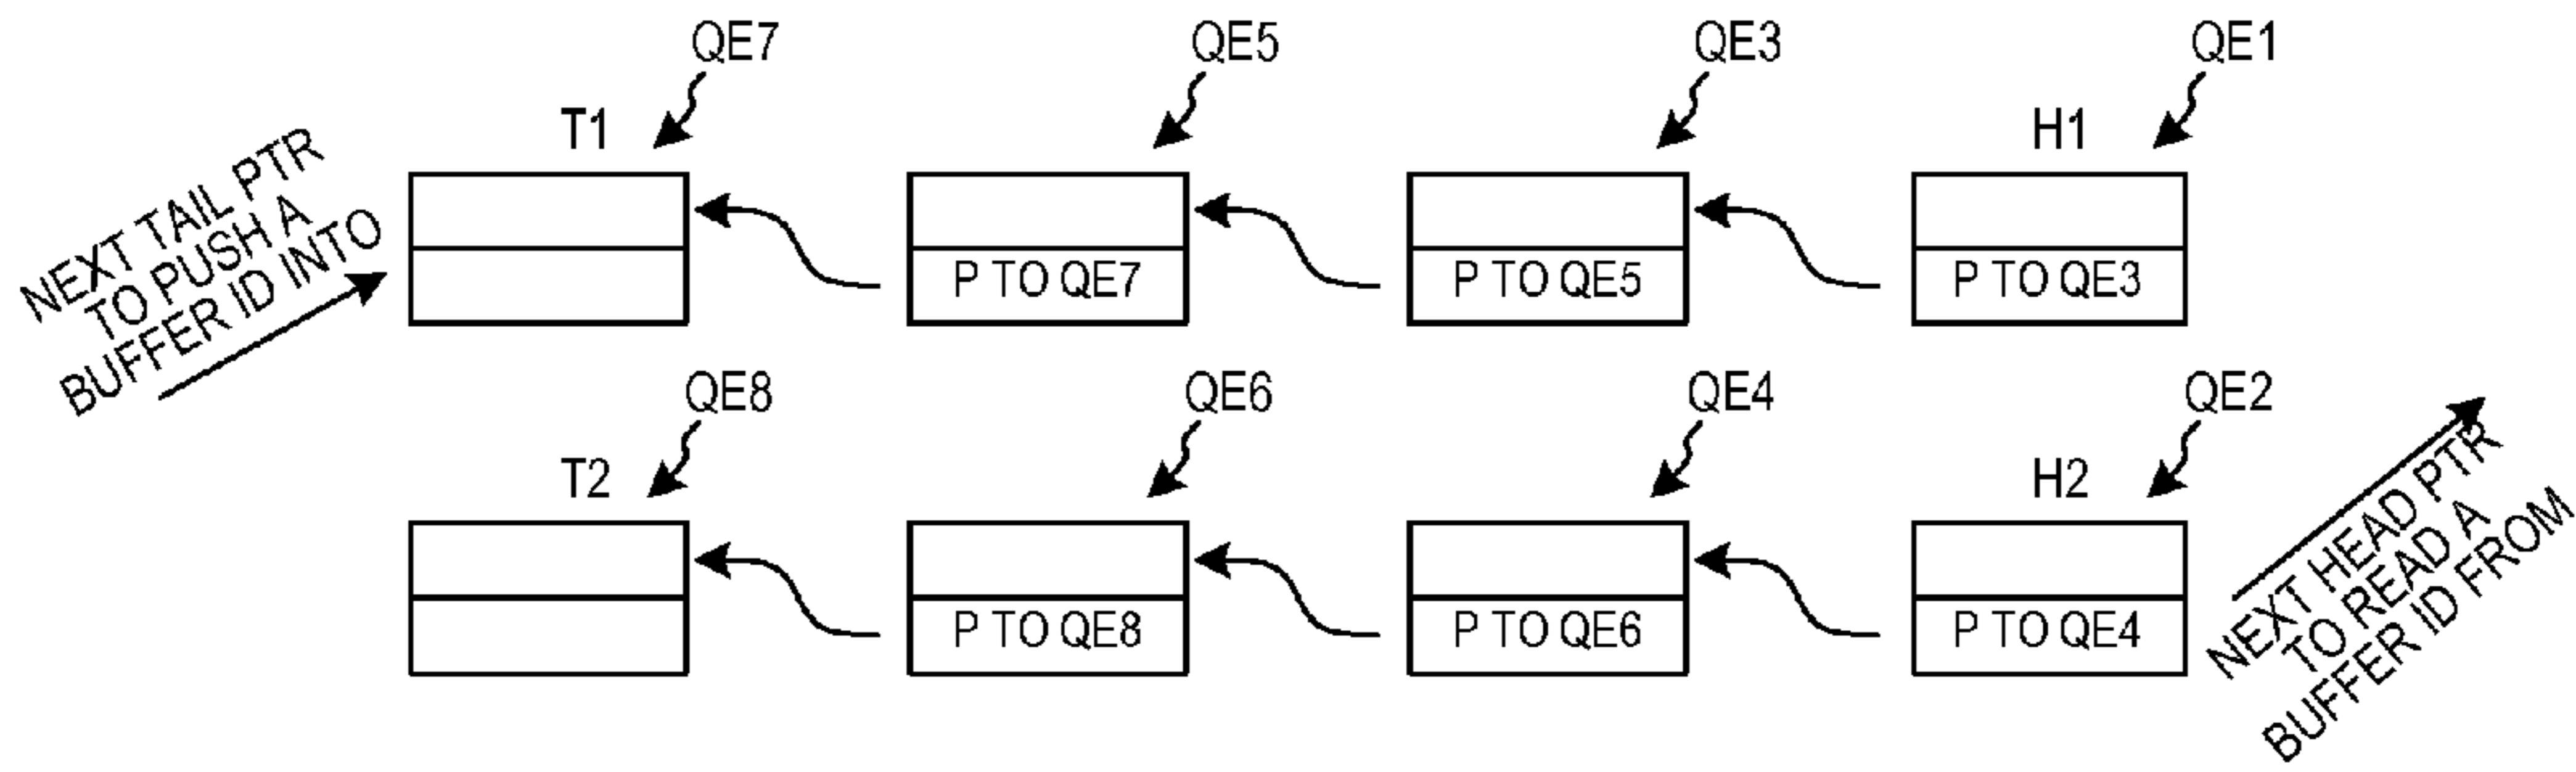 QE7
QE5
QE3
QE1
T1
H1
NEXT TAIL PTR
TO PUSH A
BUFFER ID INTO
P TO QE7
P TO QE5
P TO QE3
QE8
QE6
QE4
QE2
T2
H2
NEXT HEAD PTR
TO READ A
BUFFER ID FROM
P TO QE8
P TO QE6
P TO QE4